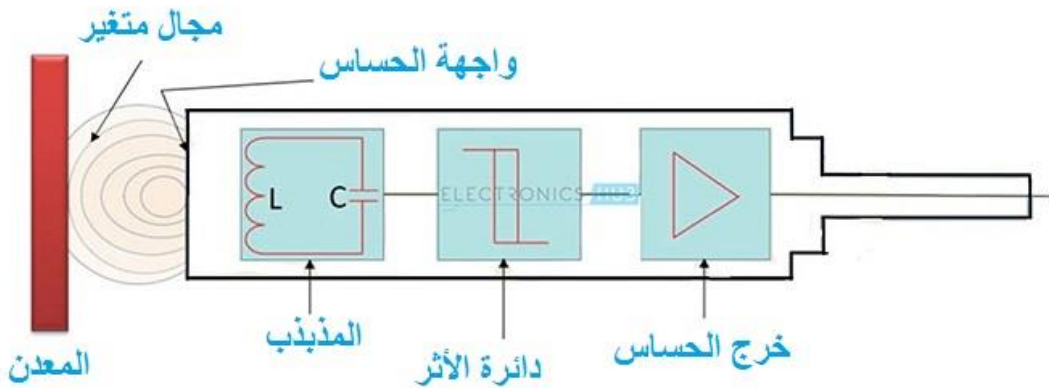 مجال متغير
واجهة الحساس
L C
ELECTRONICS HUB
المذبذب
دائرة الأثر
خرج الحساس
المعدن